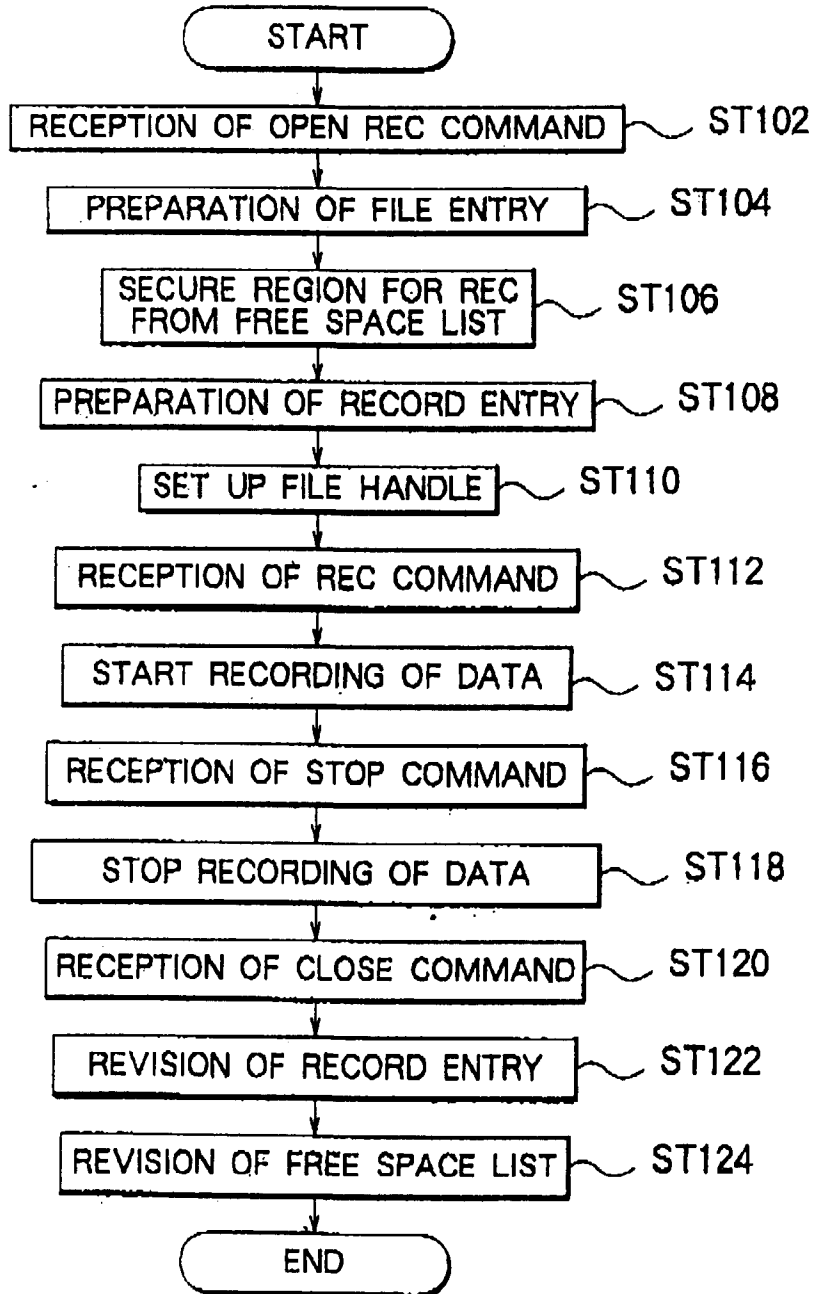 START
RECEPTION OF OPEN REC COMMAND ST102
PREPARATION OF FILE ENTRY ST104
SECURE REGION FOR REC
FROM FREE SPACE LIST ST106
PREPARATION OF RECORD ENTRY ST108
SET UP FILE HANDLE ST110
RECEPTION OF REC COMMAND ST112
START RECORDING OF DATA ST114
RECEPTION OF STOP COMMAND ST116
STOP RECORDING OF DATA ST118
RECEPTION OF CLOSE COMMAND ST120
REVISION OF RECORD ENTRY ST122
REVISION OF FREE SPACE LIST ST124
END